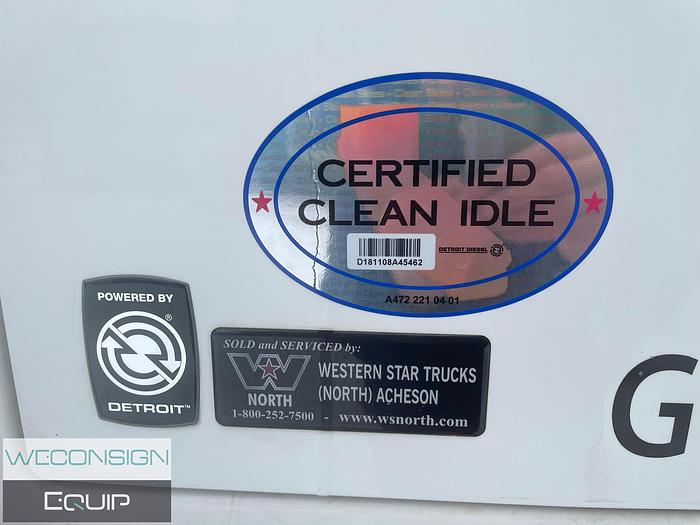 CERTIFIED
CLEAN IDLE
D181108A45462
DETROIT DIESEL
A472 221 04 01
POWERED BY
®
DETROIT™
SOLD and SERVICED by:
W
NORTH
WESTERN STAR TRUCKS
(NORTH) ACHESON
1-800-252-7500 - www.wsnorth.com
G
WECONSIGN
EQUIP